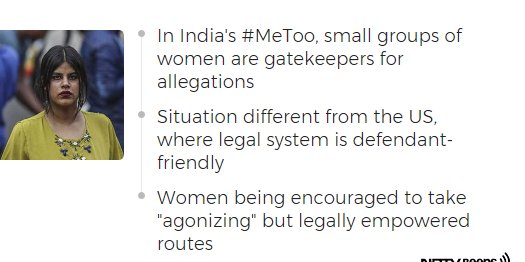 In India's #MeToo, small groups of
women are gatekeepers for
allegations
Situation different from the US,
where legal system is defendant-
friendly
Women being encouraged to take
"agonizing" but legally empowered
routes